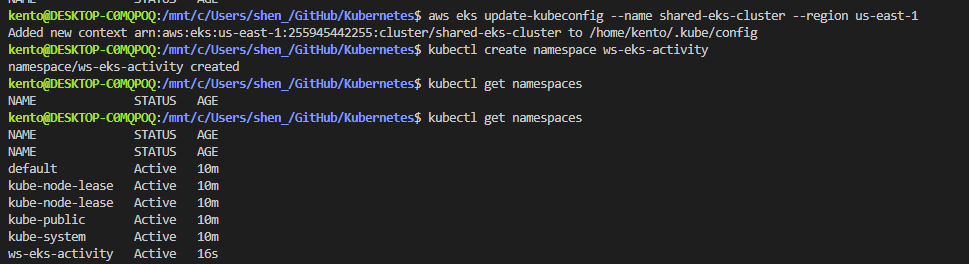 kento@DESKTOP-C0MQPOQ:/mnt/c/Users/shen_/GitHub/Kubernetes$ aws eks update-kubeconfig --name shared-eks-cluster --region us-east-1
Added new context arn:aws:eks:us-east-1:255945442255:cluster/shared-eks-cluster to /home/kento/.kube/config
kento@DESKTOP-C0MQPOQ:/mnt/c/Users/shen_/GitHub/Kubernetes$ kubectl create namespace ws-eks-activity
namespace/ws-eks-activity created
kento@DESKTOP-C0MQPOQ:/mnt/c/Users/shen_/GitHub/Kubernetes$ kubectl get namespaces
NAME STATUS AGE
kento@DESKTOP-C0MQPOQ:/mnt/c/Users/shen_/GitHub/Kubernetes$ kubectl get namespaces
NAME STATUS AGE
NAME STATUS AGE
default Active 10m
kube-node-lease Active 10m
kube-node-lease Active 10m
kube-public Active 10m
kube-system Active 10m
ws-eks-activity Active 16s